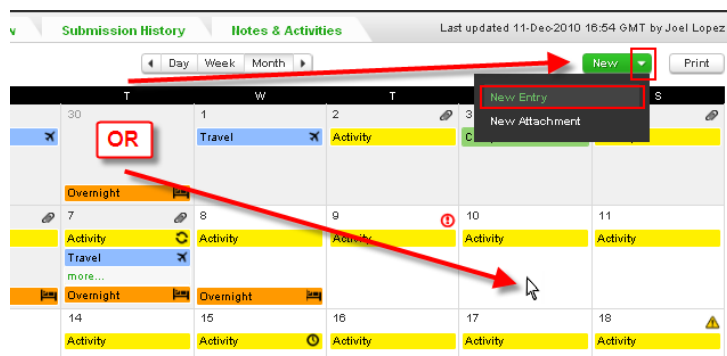 Submission History Notes & Activities Last updated 11-Dec-2010 16:54 GMT by Joel Lopez
Day Week Month New Print
T W T S
New Entry
New Attachment
30 1 2 3
OR
Travel Activity
Overnight
7 8 9 10 11
Activity Activity Activity Activity Activity
Travel
more...
Overnight Overnight
14 15 16 17 18
Activity Activity Activity Activity Activity